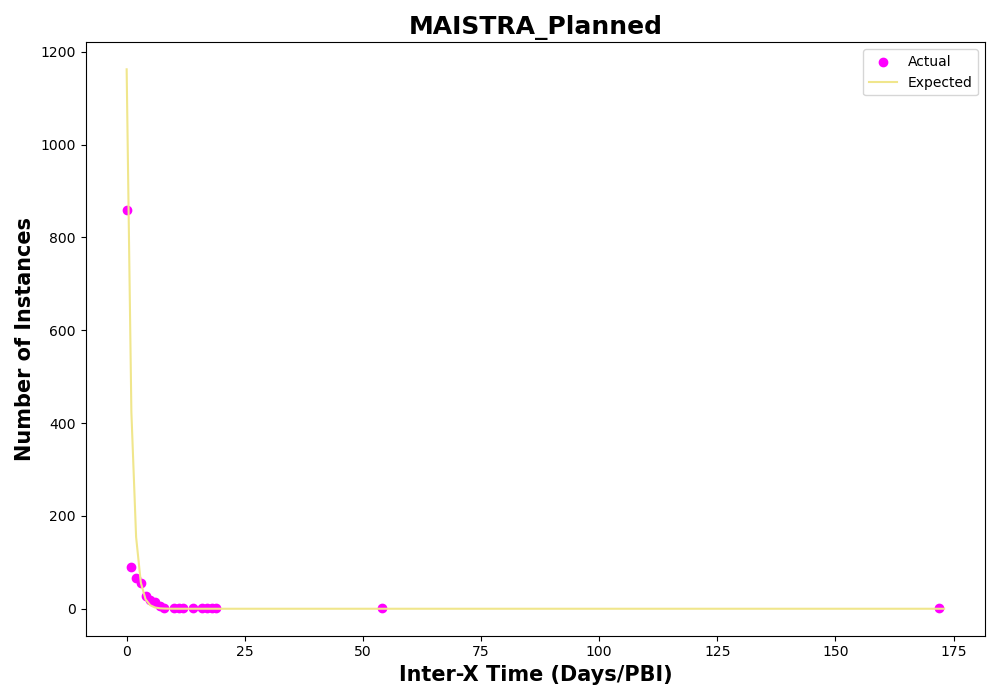 MAISTRA_Planned
Actual
Expected
Number of Instances
1200
1000
800
600
400
200
0
0 25 50 75 100 125 150 175
Inter-X Time (Days/PBI)